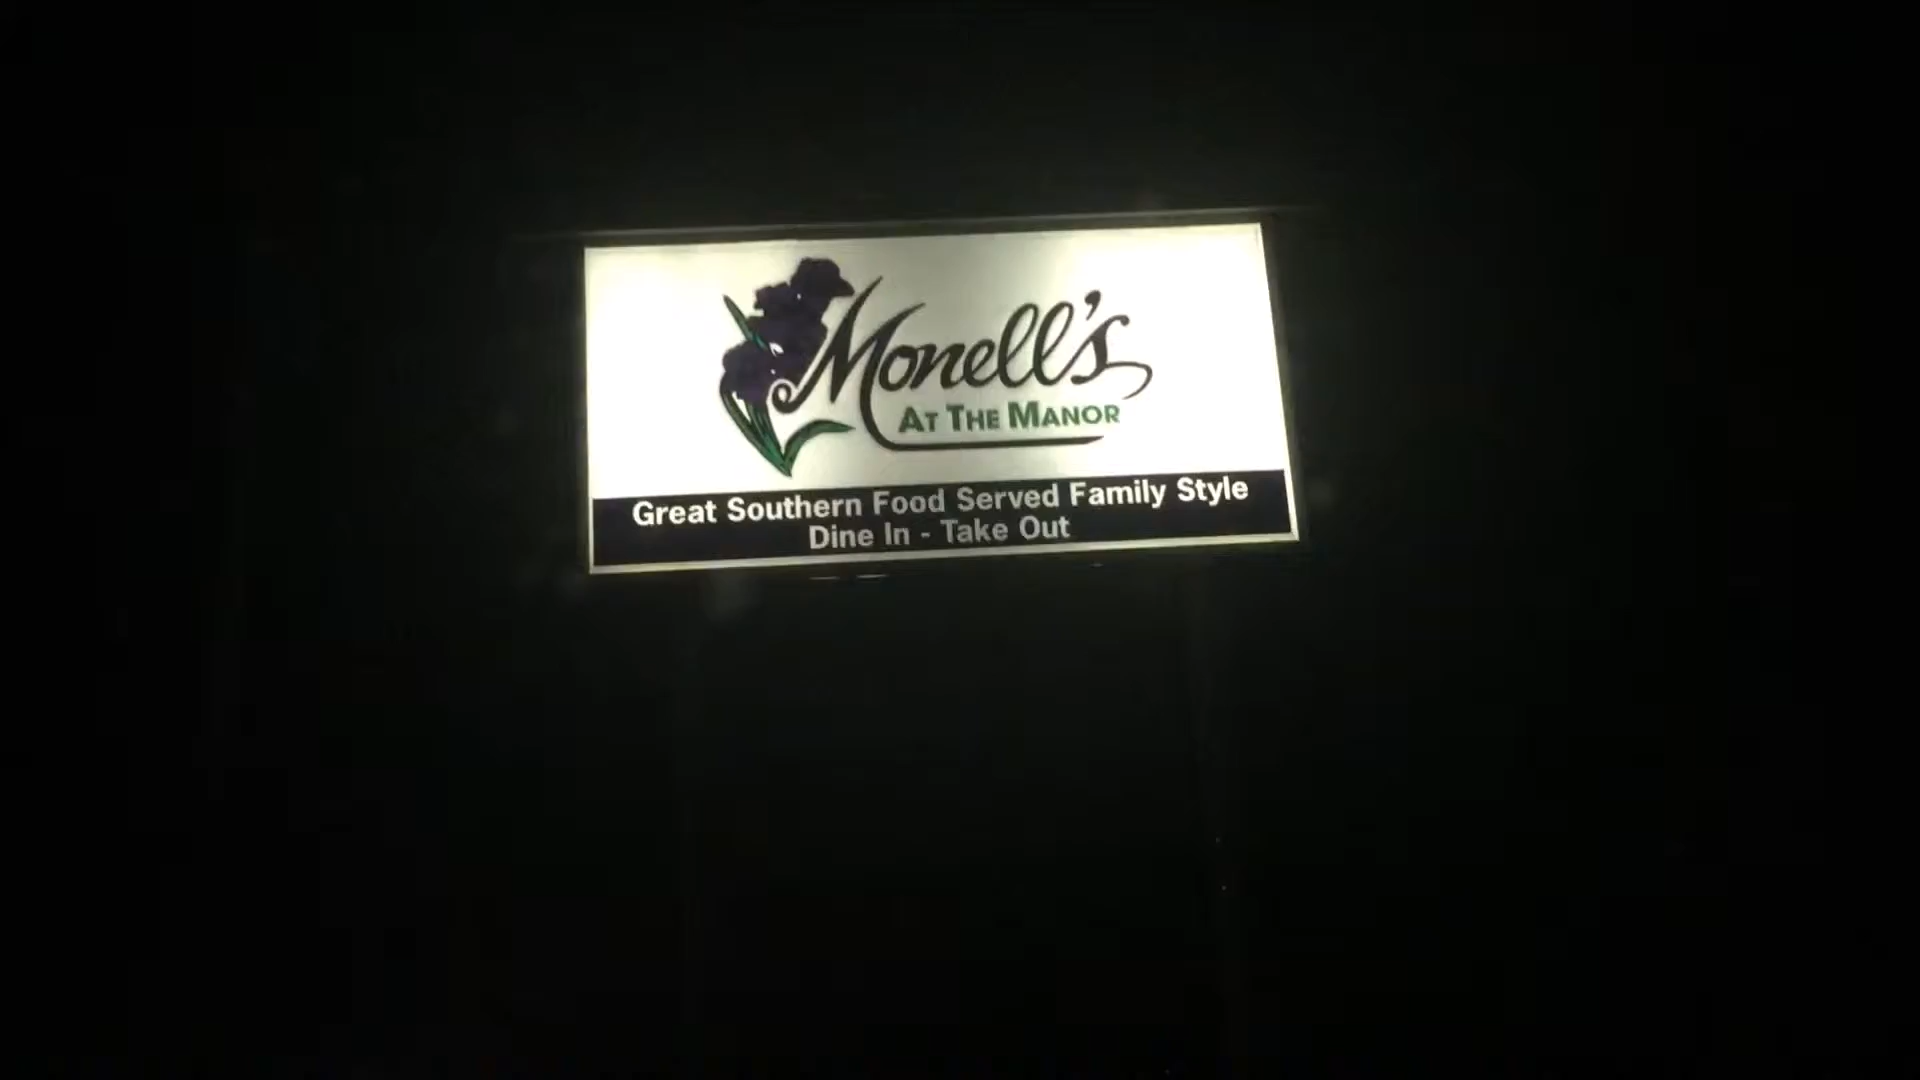 Monell's
AT THE MANOR
Great Southern Food Served Family Style
Dine In - Take Out